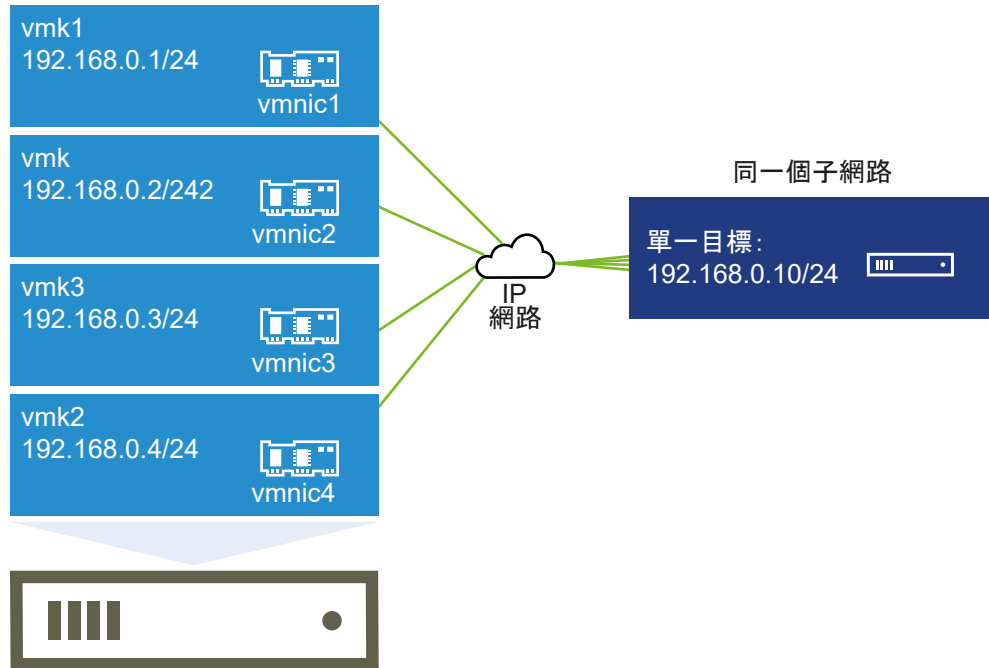 vmk1
192.168.0.1/24
vmnic1
vmk
192.168.0.2/242
vmnic2
vmk3
192.168.0.3/24
vmnic3
vmk2
192.168.0.4/24
vmnic4
IP
網路
同一個子網路
單一目標：
192.168.0.10/24